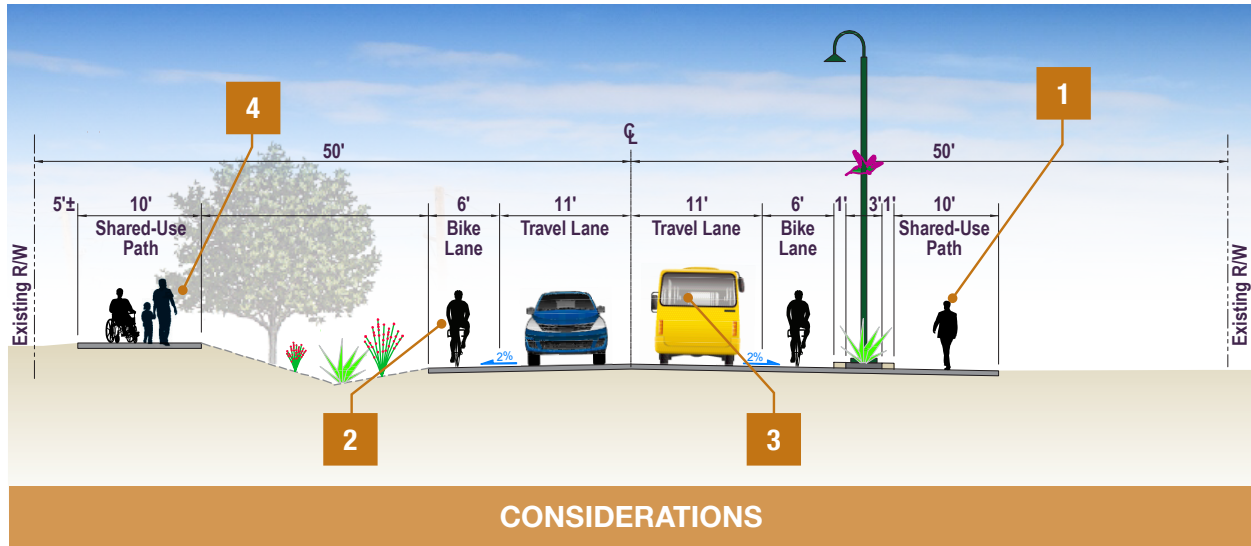 4
1
℄
50'
50'
5'±
10'
6'
11'
11'
6'
1'
3'
1'
10'
Shared-Use
Path
Bike
Lane
Travel Lane
Travel Lane
Bike
Lane
Shared-Use
Path
Existing R/W
Existing R/W
2%
2%
2
3
CONSIDERATIONS